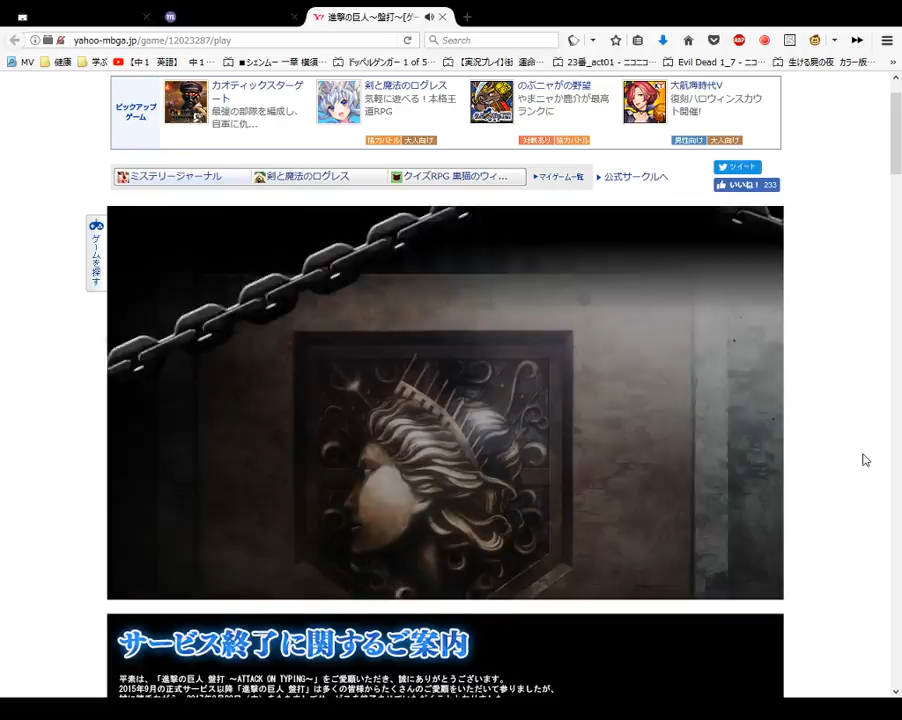 進撃の巨人～盤打～[ゲー
yahoo-mbga.jp/game/12023287/play
Search
MV 健康 学ぶ 【中１ 英語】 中１… ■シェンムー 一章 横須… ドッペルゲンガー 1 of 5… 【実況プレイ】街 運命… 23番_act01 - ニコニコ… Evil Dead 1_7 - ニコ… 生ける屍の夜 カラー版… »
ピックアップ
ゲーム
カオティックスターゲ
ート
最強の部隊を編成し、
自軍に仇...
剣と魔法のログレス
気軽に遊べる！本格王
道RPG
協力バトル 大人向け
のぶニャがの野望
やまニャか鹿介が最高
ランクに
対戦あり 協力バトル
大航海時代V
復刻ハロウィンスカウ
ト開催!
男性向け 大人向け
ミステリージャーナル
剣と魔法のログレス
クイズRPG 黒猫のウィ...
マイゲーム一覧
公式サークルへ
ツイート
いいね！ 233
ゲームを探す
サービス終了に関するご案内
平素は、「進撃の巨人 盤打 ～ATTACK ON TYPING～」をご愛顧いただき、誠にありがとうございます。
2015年9月の正式サービス以降「進撃の巨人 盤打」は多くの皆様からたくさんのご愛顧をいただいて参りましたが、